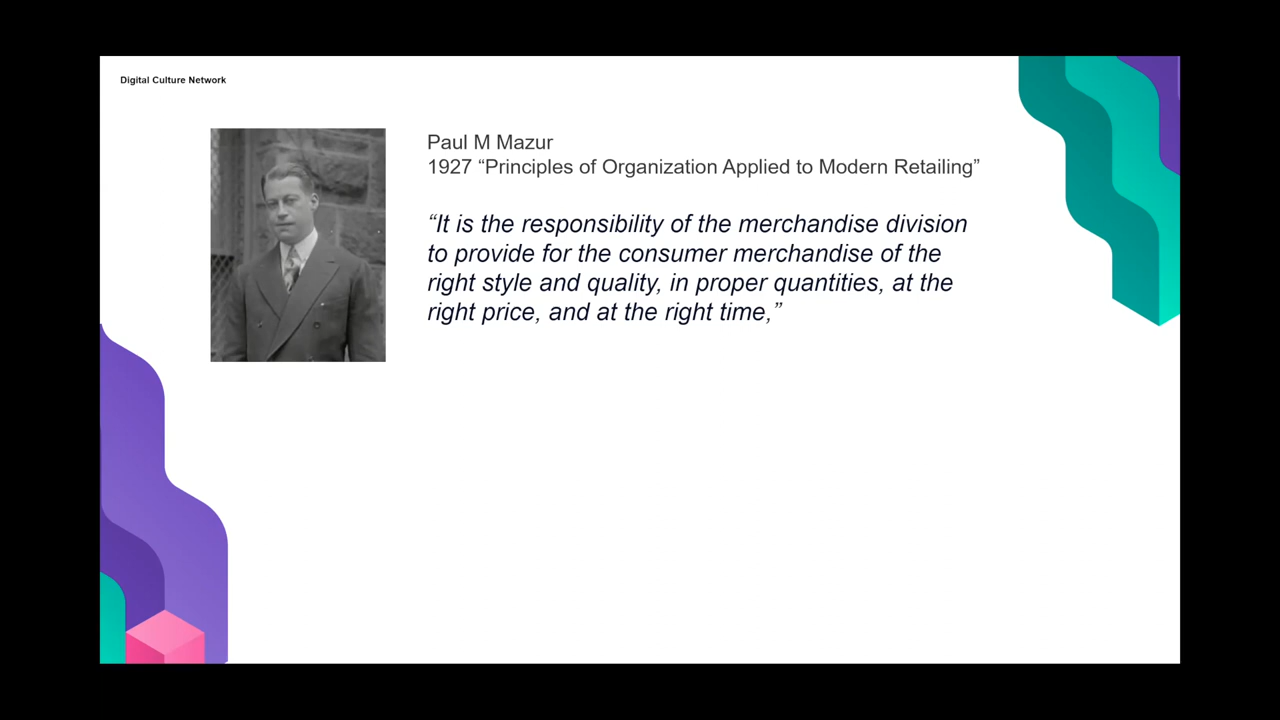 Digital Culture Network
Paul M Mazur
1927 “Principles of Organization Applied to Modern Retailing”
“It is the responsibility of the merchandise division
to provide for the consumer merchandise of the
right style and quality, in proper quantities, at the
right price, and at the right time,”